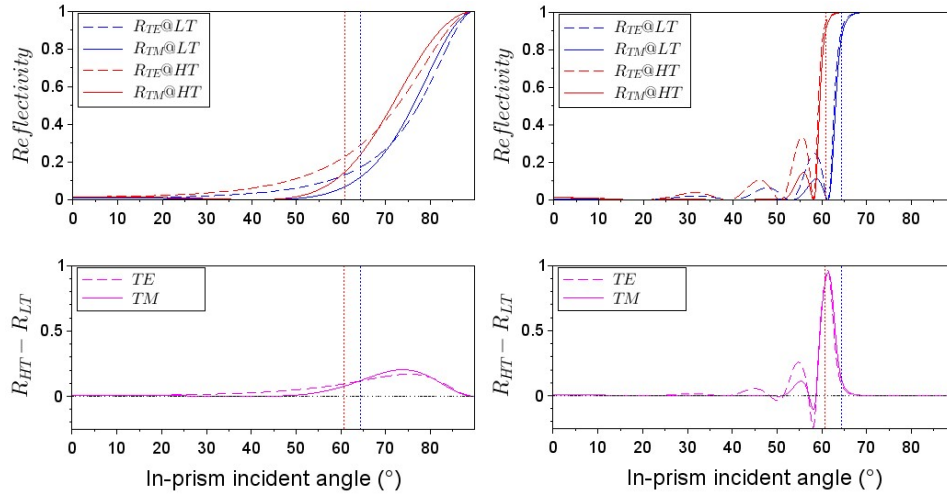 Reflectivity
1
0.8
0.6
0.4
0.2
0
R_TE@LT
R_TM@LT
R_TE@HT
R_TM@HT
0 10 20 30 40 50 60 70 80
Reflectivity
1
0.8
0.6
0.4
0.2
0
R_TE@LT
R_TM@LT
R_TE@HT
R_TM@HT
0 10 20 30 40 50 60 70 80
R_HT − R_LT
1
0.5
0
TE
TM
0 10 20 30 40 50 60 70 80
In-prism incident angle (°)
R_HT − R_LT
1
0.5
0
TE
TM
0 10 20 30 40 50 60 70 80
In-prism incident angle (°)